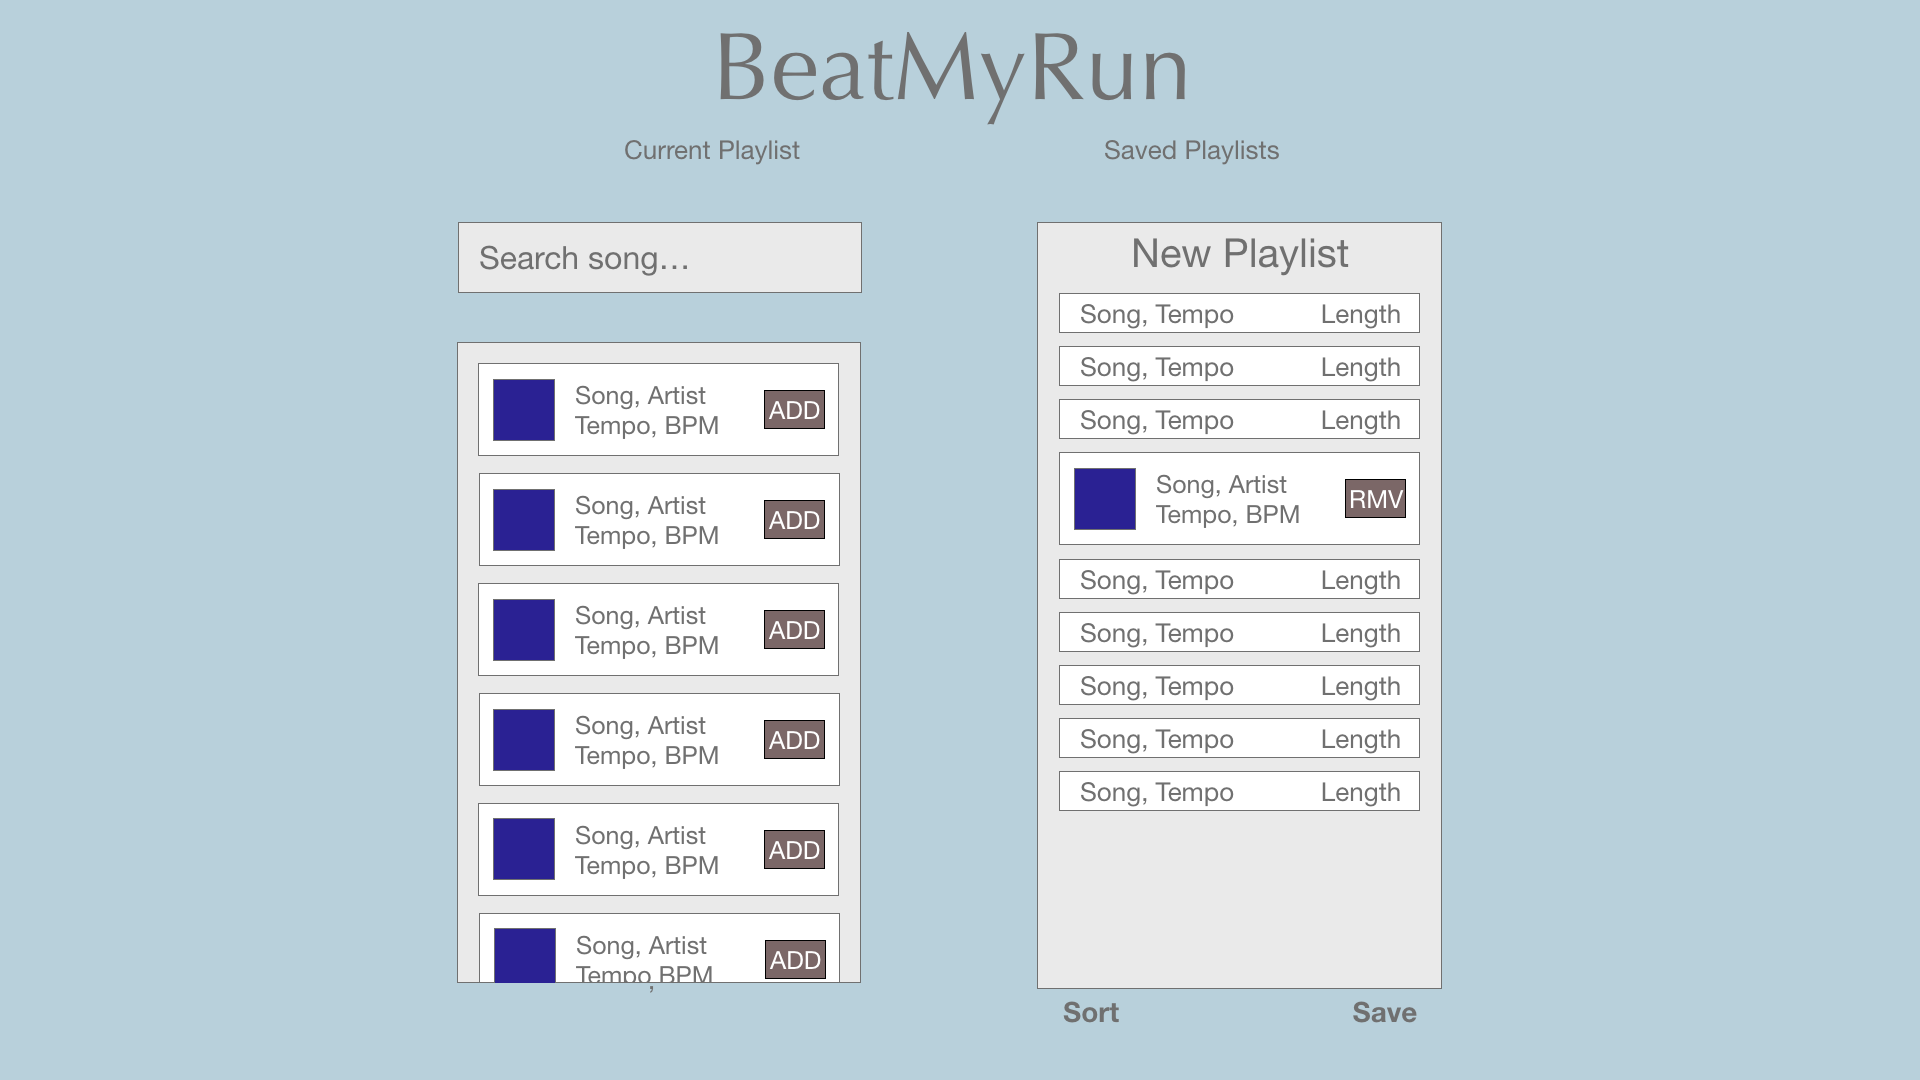 BeatMyRun
Current Playlist
Saved Playlists
Search song…
Song, Artist
Tempo, BPM
ADD
Song, Artist
Tempo, BPM
ADD
Song, Artist
Tempo, BPM
ADD
Song, Artist
Tempo, BPM
ADD
Song, Artist
Tempo, BPM
ADD
Song, Artist
Tempo, BPM
ADD
New Playlist
Song, Tempo Length
Song, Tempo Length
Song, Tempo Length
Song, Artist
Tempo, BPM
RMV
Song, Tempo Length
Song, Tempo Length
Song, Tempo Length
Song, Tempo Length
Song, Tempo Length
Sort
Save